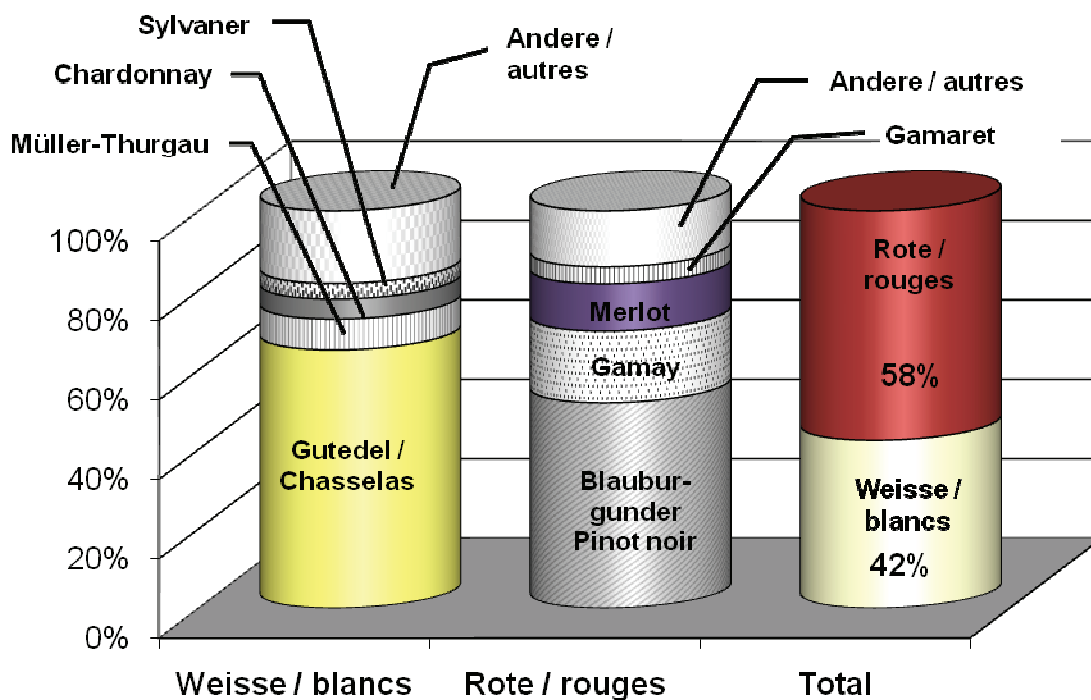 Sylvaner
Andere /
autres
Chardonnay
Andere / autres
Müller-Thurgau
Gamaret
100%
80%
60%
40%
20%
0%
Gutedel /
Chasselas
Merlot
Gamay
Blaubur-
gunder
Pinot noir
Rote /
rouges
58%
Weisse /
blancs
42%
Weisse / blancs
Rote / rouges
Total